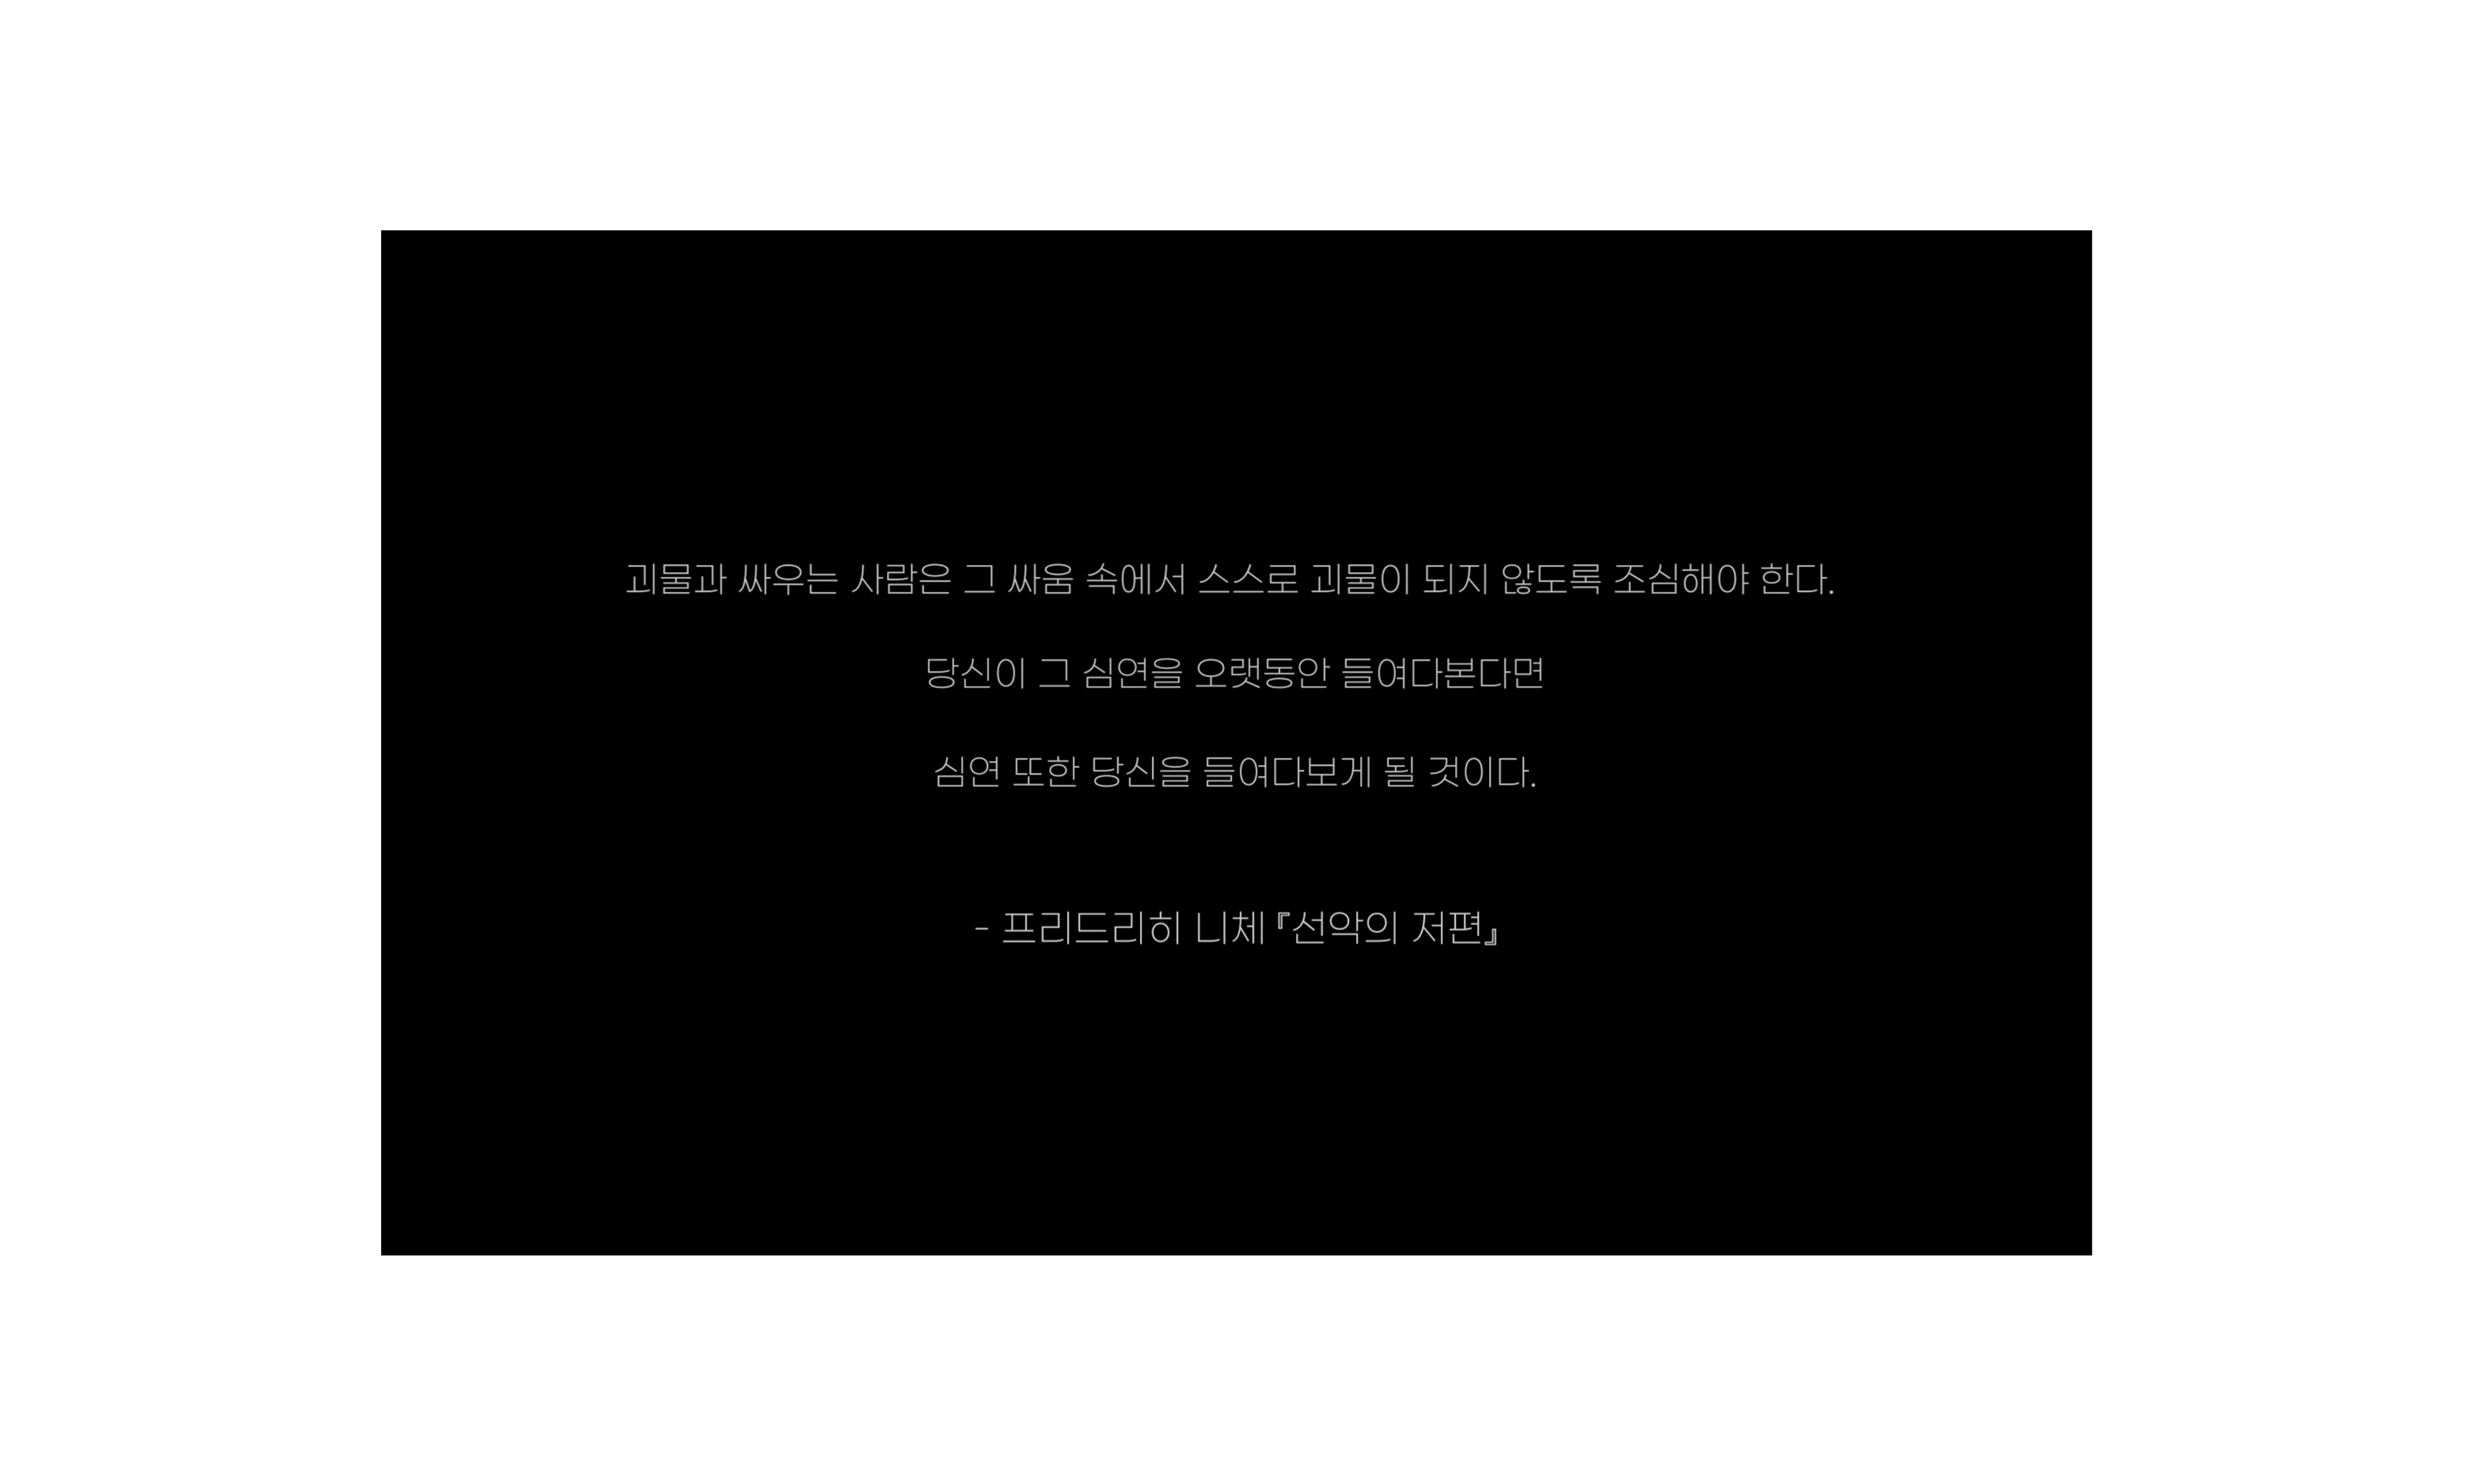 괴물과 싸우는 사람은 그 싸움 속에서 스스로 괴물이 되지 않도록 조심해야 한다.
당신이 그 심연을 오랫동안 들여다본다면
심연 또한 당신을 들여다보게 될 것이다.
- 프리드리히 니체 『선악의 저편』